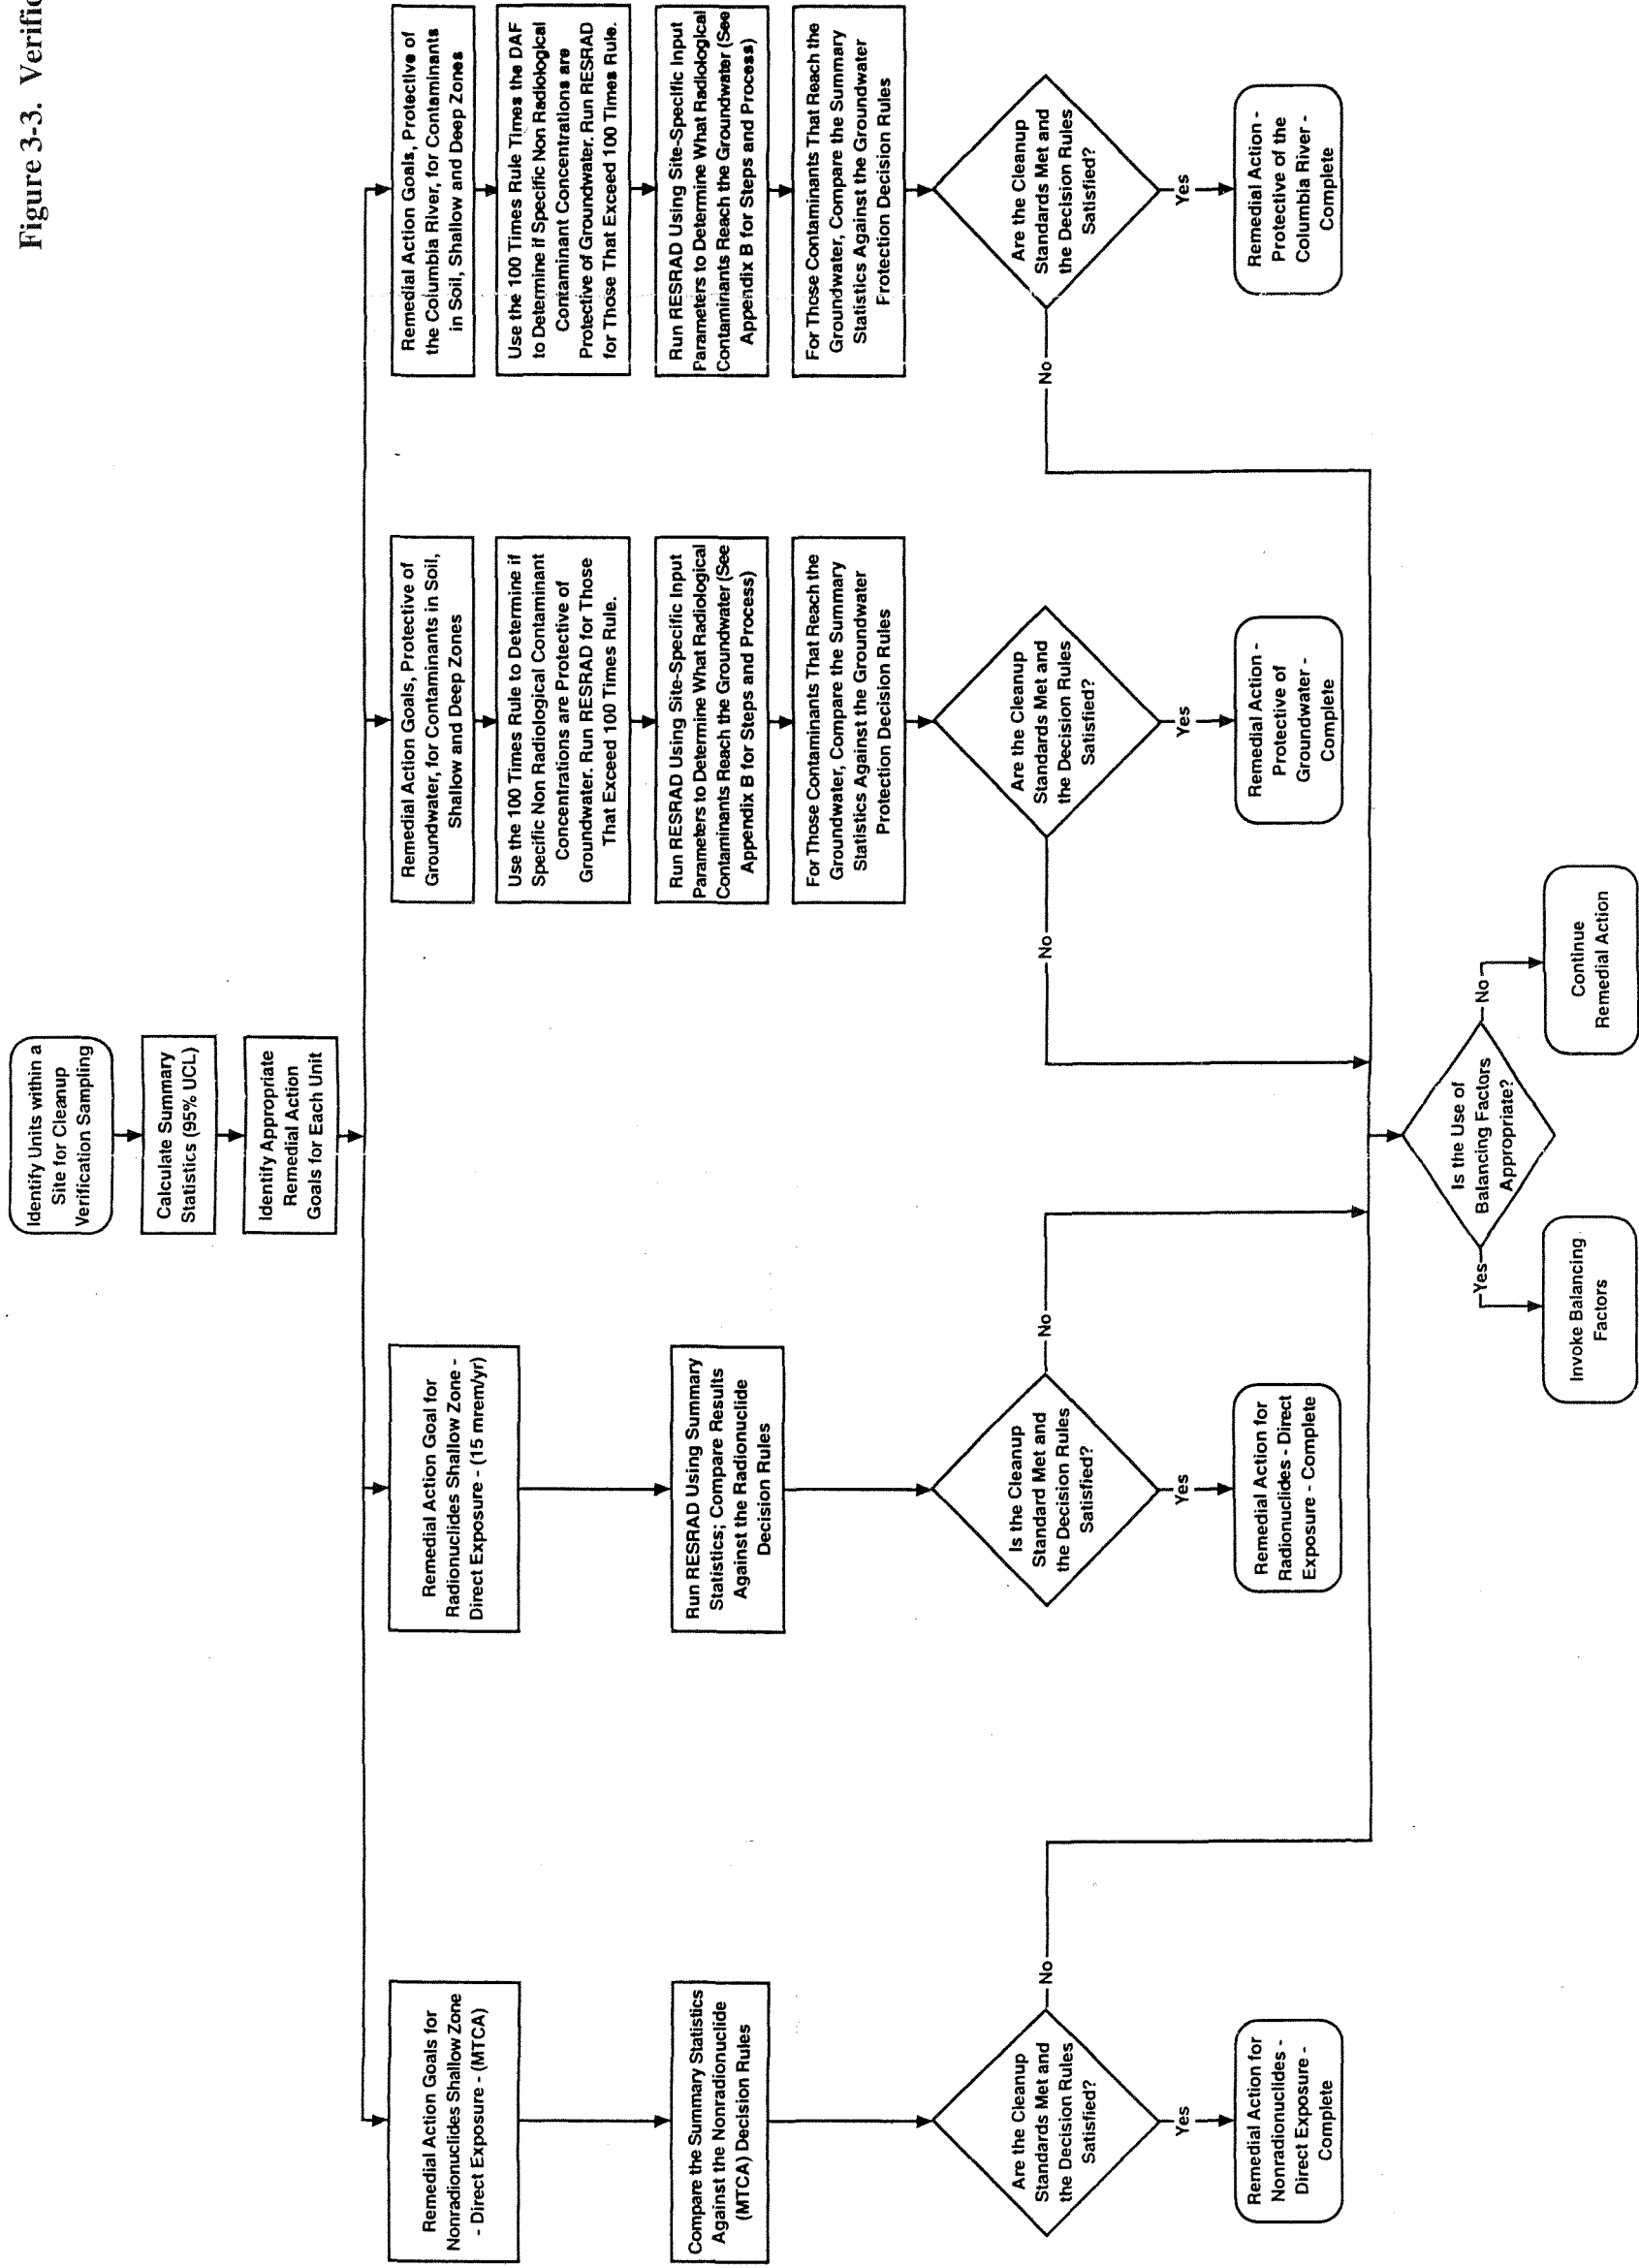 Figure 3-3. Verific
Identify Units within a
Site for Cleanup
Verification Sampling
Calculate Summary
Statistics (95% UCL)
Identify Appropriate
Remedial Action
Goals for Each Unit
Remedial Action Goals for
Nonradionuclides Shallow Zone
- Direct Exposure - (MTCA)
Compare the Summary Statistics
Against the Nonradionuclide
(MTCA) Decision Rules
Are the Cleanup
Standards Met and
the Decision Rules
Satisfied?
No
Yes
Remedial Action for
Nonradionuclides -
Direct Exposure -
Complete
Remedial Action Goal for
Radionuclides Shallow Zone -
Direct Exposure - (15 mrem/yr)
Run RESRAD Using Summary
Statistics; Compare Results
Against the Radionuclide
Decision Rules
Is the Cleanup
Standard Met and
the Decision Rules
Satisfied?
No
Yes
Remedial Action for
Radionuclides - Direct
Exposure - Complete
Remedial Action Goals, Protective of
Groundwater, for Contaminants in Soil,
Shallow and Deep Zones
Use the 100 Times Rule to Determine if
Specific Non Radiological Contaminant
Concentrations are Protective of
Groundwater. Run RESRAD for Those
That Exceed 100 Times Rule.
Run RESRAD Using Site-Specific Input
Parameters to Determine What Radiological
Contaminants Reach the Groundwater (See
Appendix B for Steps and Process)
For Those Contaminants That Reach the
Groundwater, Compare the Summary
Statistics Against the Groundwater
Protection Decision Rules
Are the Cleanup
Standards Met and
the Decision Rules
Satisfied?
No
Yes
Remedial Action -
Protective of
Groundwater -
Complete
Remedial Action Goals, Protective of
the Columbia River, for Contaminants
in Soil, Shallow and Deep Zones
Use the 100 Times Rule Times the DAF
to Determine if Specific Non Radiological
Contaminant Concentrations are
Protective of Groundwater. Run RESRAD
for Those That Exceed 100 Times Rule.
Run RESRAD Using Site-Specific Input
Parameters to Determine What Radiological
Contaminants Reach the Groundwater (See
Appendix B for Steps and Process)
For Those Contaminants That Reach the
Groundwater, Compare the Summary
Statistics Against the Groundwater
Protection Decision Rules
Are the Cleanup
Standards Met and
the Decision Rules
Satisfied?
No
Yes
Remedial Action -
Protective of the
Columbia River -
Complete
Is the Use of
Balancing Factors
Appropriate?
Yes
No
Invoke Balancing
Factors
Continue
Remedial Action